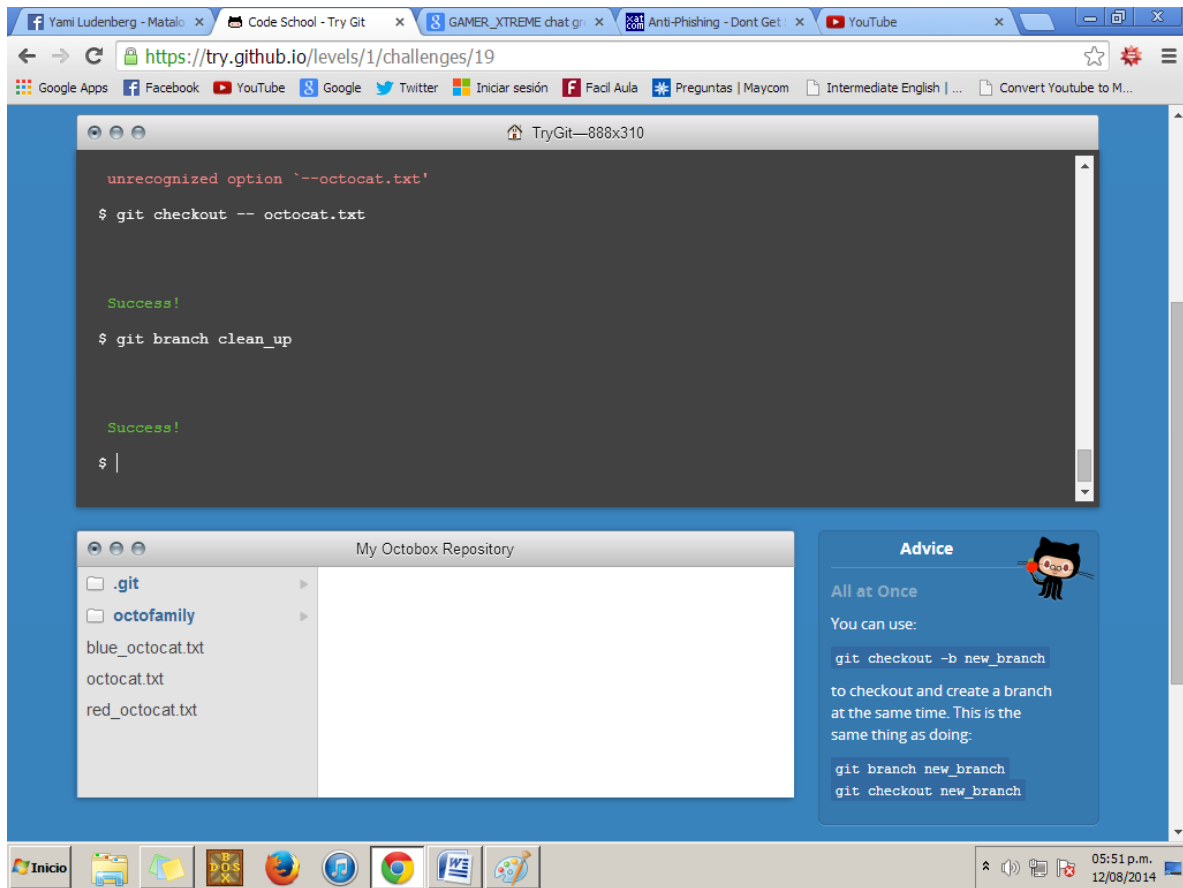 Yami Ludenberg - Matalo
Code School - Try Git
GAMER_XTREME chat gr
xat com
Anti-Phishing - Dont Get
YouTube
https://try.github.io/levels/1/challenges/19
Google Apps
Facebook
YouTube
Google
Twitter
Iniciar sesión
Facil Aula
Preguntas | Maycom
Intermediate English | ...
Convert Youtube to M...
TryGit—888x310
unrecognized option `--octocat.txt'
$ git checkout -- octocat.txt
Success!
$ git branch clean_up
Success!
$
My Octobox Repository
.git
octofamily
blue_octocat.txt
octocat.txt
red_octocat.txt
Advice
All at Once
You can use:
git checkout -b new_branch
to checkout and create a branch
at the same time. This is the
same thing as doing:
git branch new_branch
git checkout new_branch
Inicio
05:51 p.m.
12/08/2014